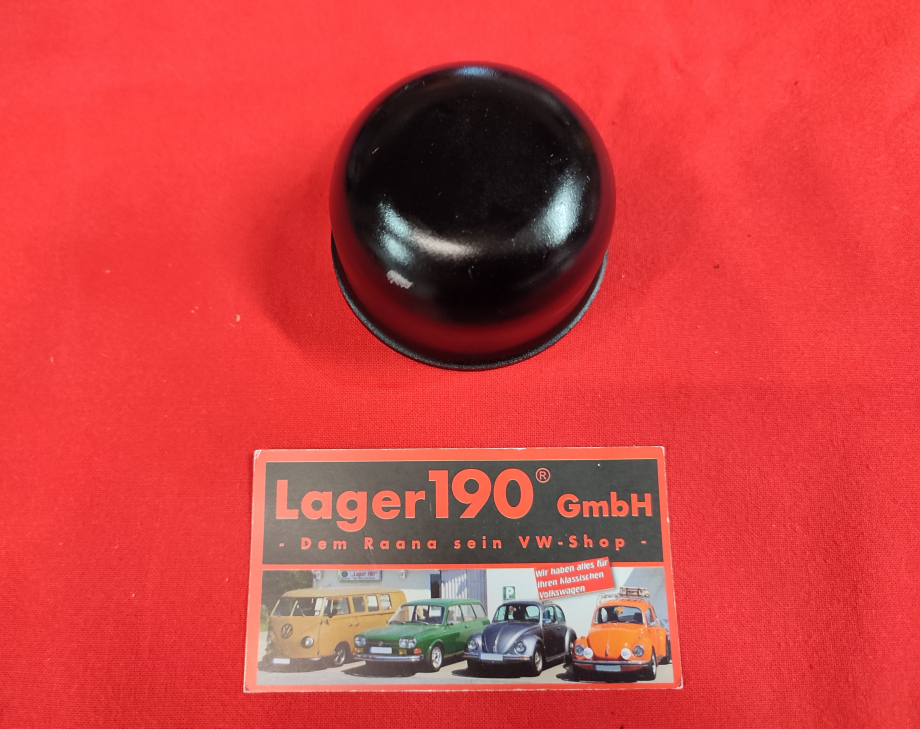 Lager190® GmbH
- Dem Raana sein VW-Shop -
Wir haben alles für
Ihren klassischen
Volkswagen
P